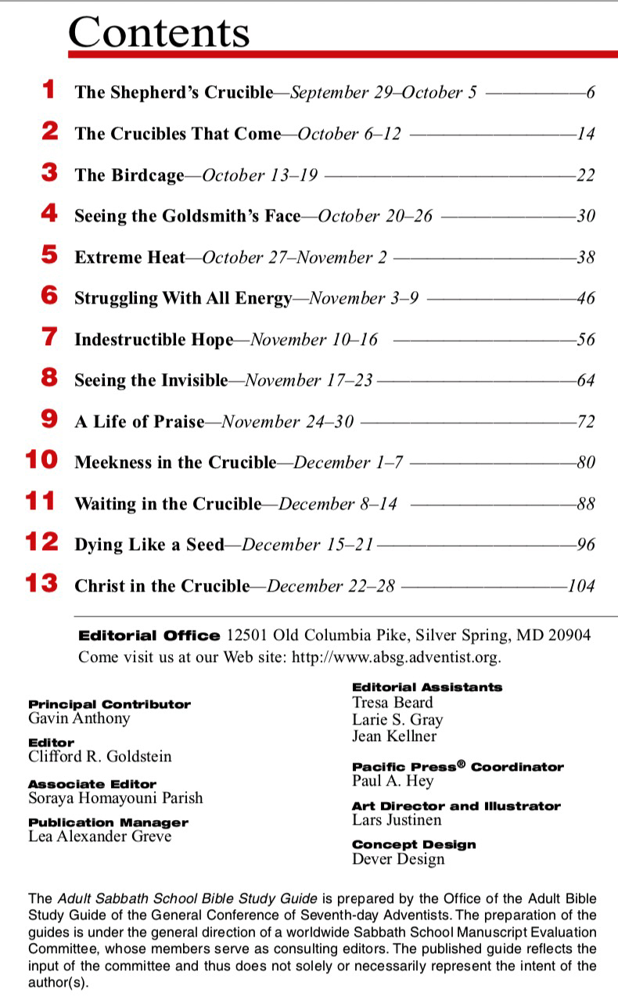 Contents
1 The Shepherd's Crucible—September 29–October 5 6
2 The Crucibles That Come—October 6–12 14
3 The Birdcage—October 13–19 22
4 Seeing the Goldsmith's Face—October 20–26 30
5 Extreme Heat—October 27–November 2 38
6 Struggling With All Energy—November 3–9 46
7 Indestructible Hope—November 10–16 56
8 Seeing the Invisible—November 17–23 64
9 A Life of Praise—November 24–30 72
10 Meekness in the Crucible—December 1–7 80
11 Waiting in the Crucible—December 8–14 88
12 Dying Like a Seed—December 15–21 96
13 Christ in the Crucible—December 22–28 104
Editorial Office 12501 Old Columbia Pike, Silver Spring, MD 20904
Come visit us at our Web site: http://www.absg.adventist.org.
Principal Contributor
Gavin Anthony
Editor
Clifford R. Goldstein
Associate Editor
Soraya Homayouni Parish
Publication Manager
Lea Alexander Greve
Editorial Assistants
Tresa Beard
Larie S. Gray
Jean Kellner
Pacific Press® Coordinator
Paul A. Hey
Art Director and Illustrator
Lars Justinen
Concept Design
Dever Design
The Adult Sabbath School Bible Study Guide is prepared by the Office of the Adult Bible
Study Guide of the General Conference of Seventh-day Adventists. The preparation of the
guides is under the general direction of a worldwide Sabbath School Manuscript Evaluation
Committee, whose members serve as consulting editors. The published guide reflects the
input of the committee and thus does not solely or necessarily represent the intent of the
author(s).